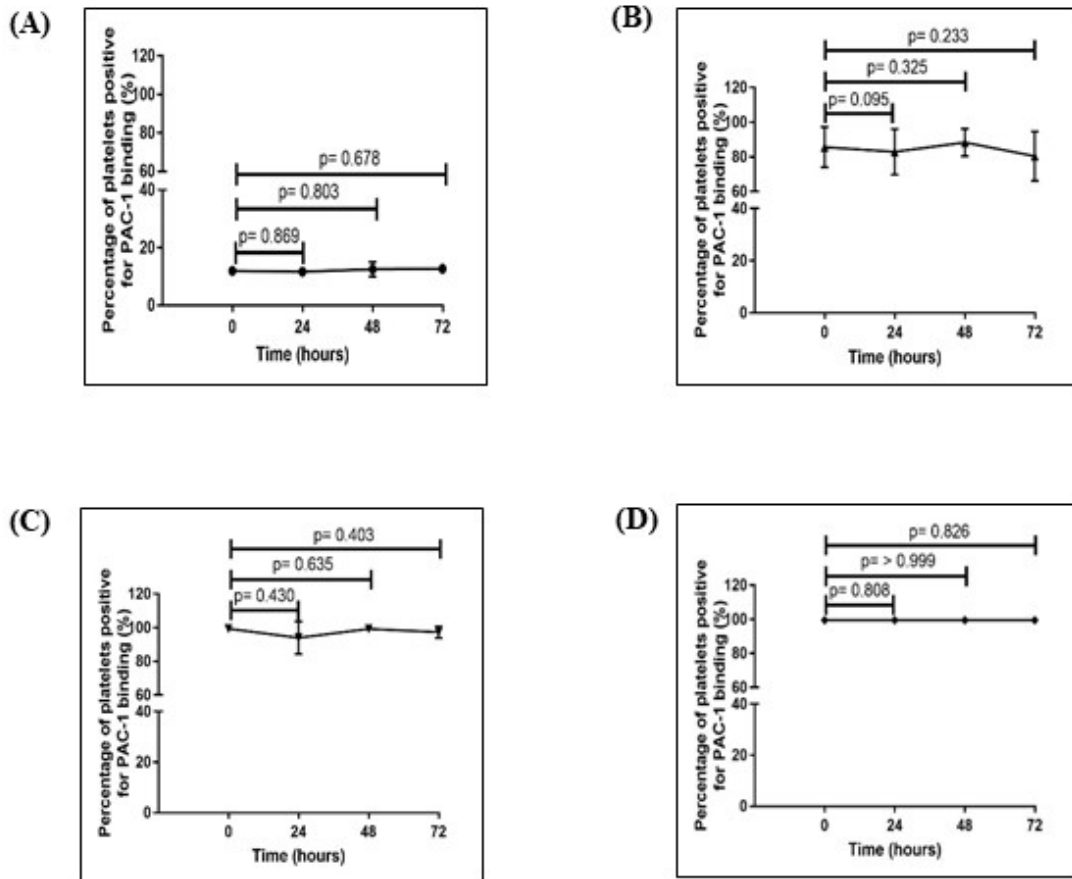 (A)
Percentage of platelets positive
for PAC-1 binding (%)
120
100
80
60
40
20
0
p= 0.678
p= 0.803
p= 0.869
0 24 48 72
Time (hours)
(B)
Percentage of platelets positive
for PAC-1 binding (%)
120
100
80
60
40
20
0
p= 0.233
p= 0.325
p= 0.095
0 24 48 72
Time (hours)
(C)
Percentage of platelets positive
for PAC-1 binding (%)
120
100
80
60
40
20
0
p= 0.403
p= 0.635
p= 0.430
0 24 48 72
Time (hours)
(D)
Percentage of platelets positive
for PAC-1 binding (%)
120
100
80
60
40
20
0
p= 0.826
p= > 0.999
p= 0.808
0 24 48 72
Time (hours)